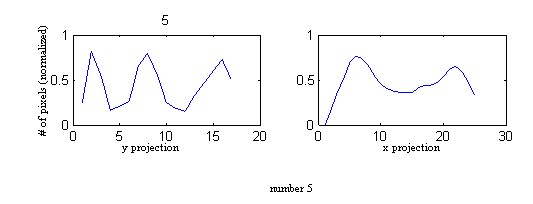 5
# of pixels (normalized)
1
0.5
0
0 5 10 15 20
y projection
1
0.5
0
0 10 20 30
x projection
number 5